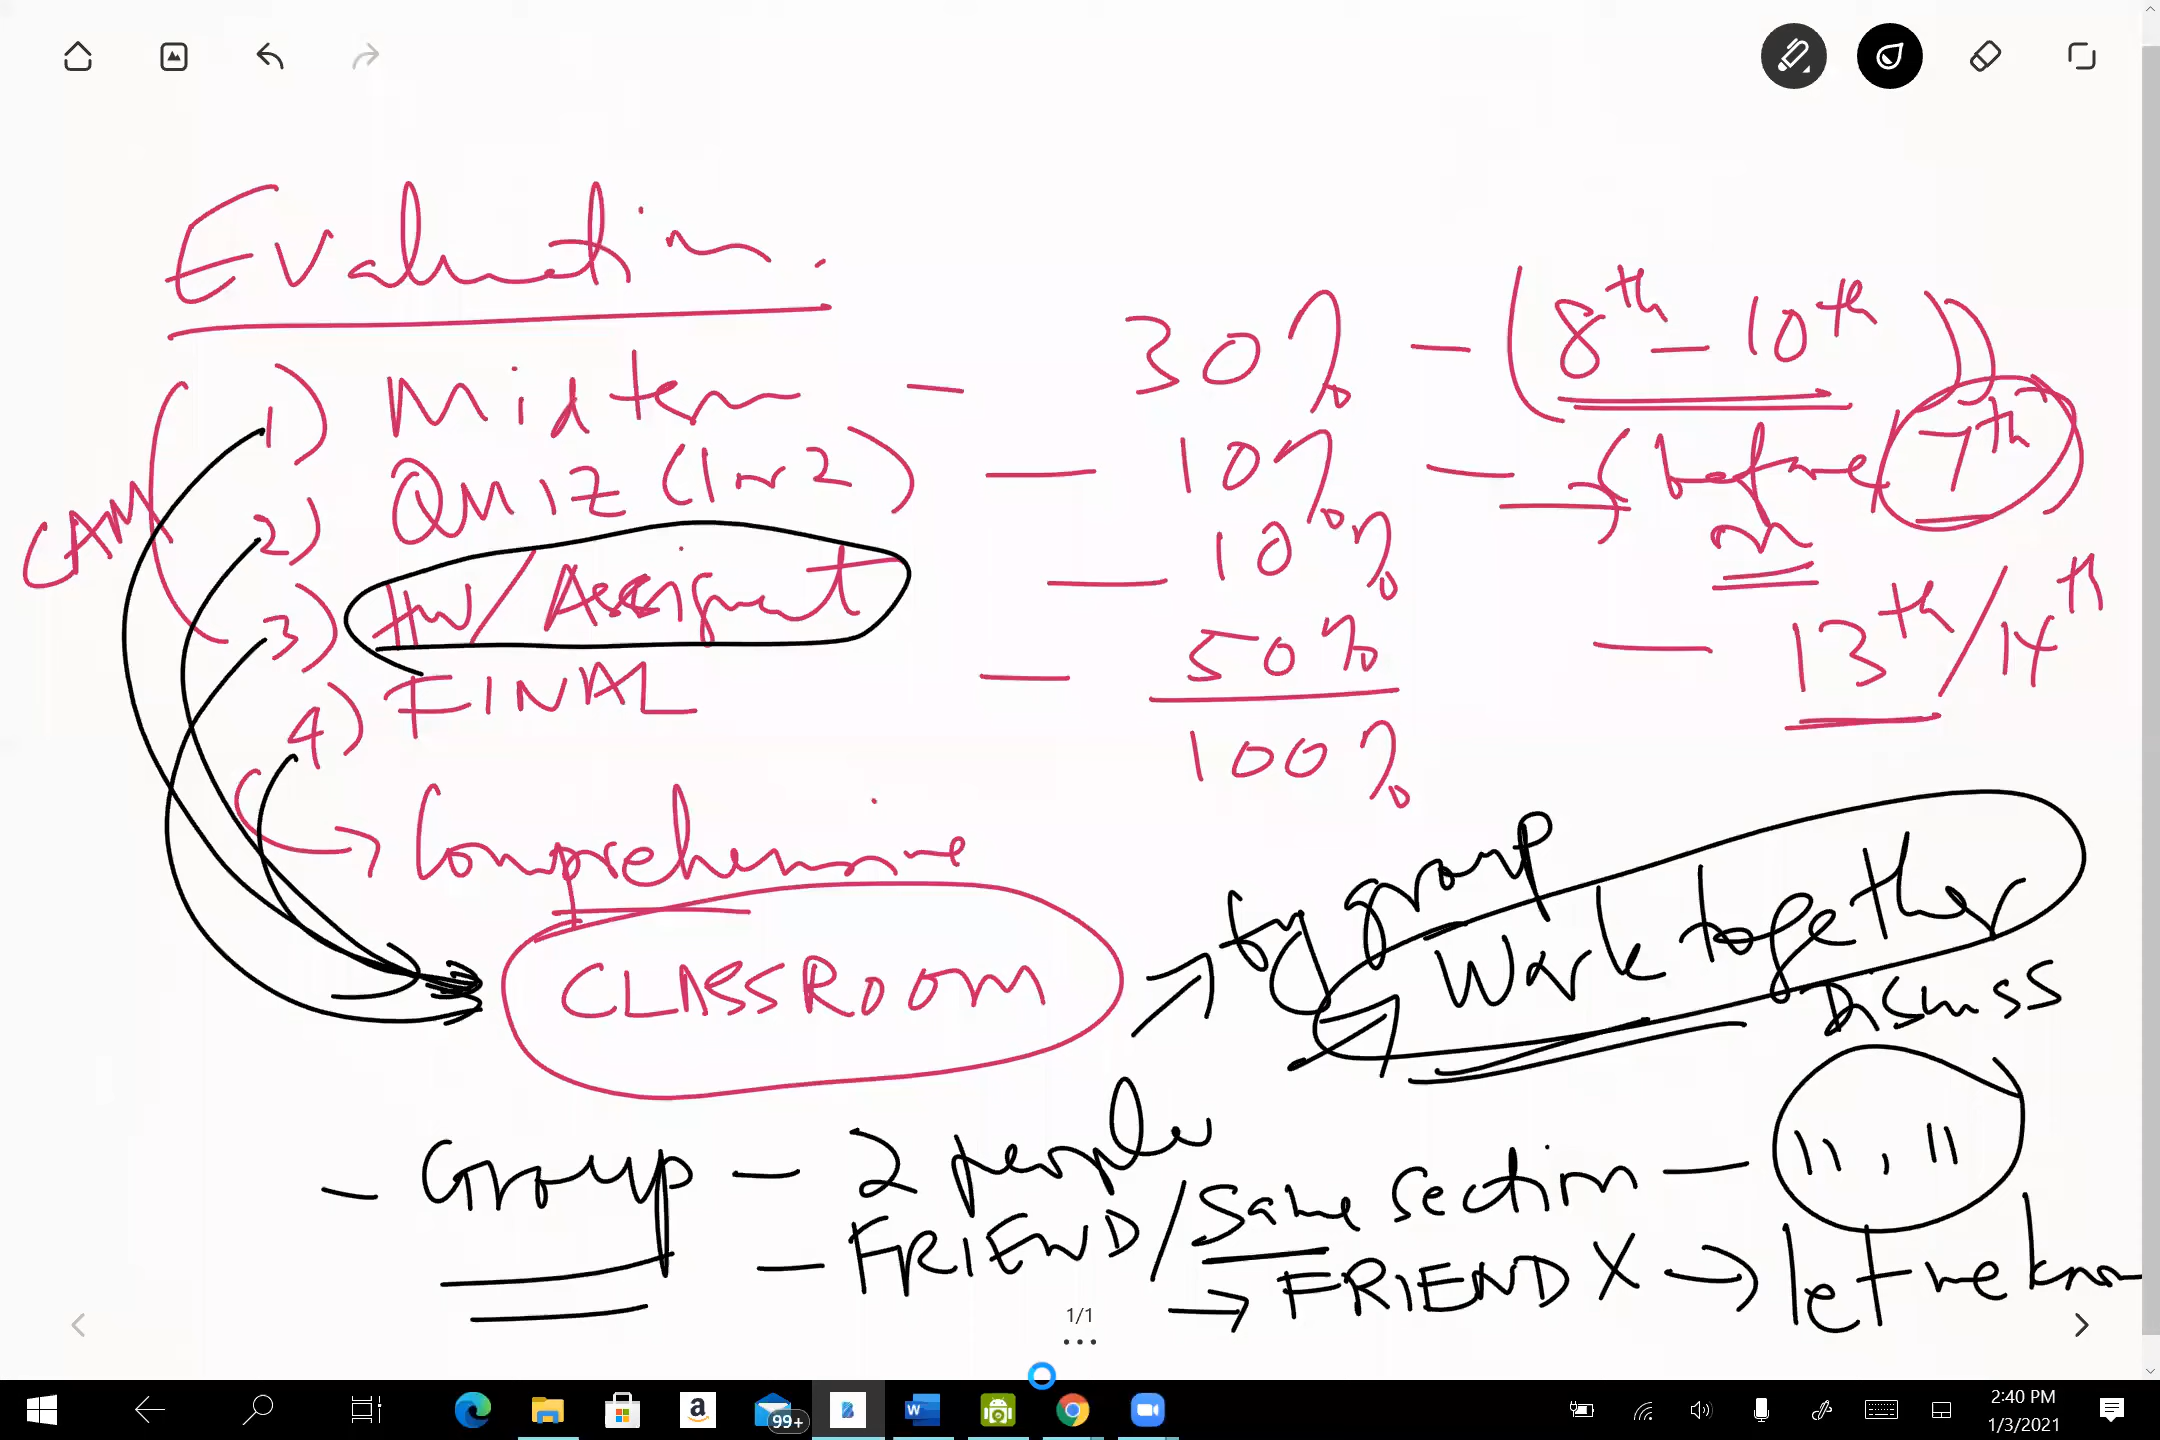 Evaluation.
1) Midterm — 30% — (8th – 10th)
2) QUIZ (1 or 2) — 10% — (before 7th)
3) HW/Assignment — 10%
4) FINAL — 50% — 13th/14th
100%
CAM
→ Comprehensive
CLASSROOM
→ by group
→ Work together
Discuss
– Group – 2 people
– FRIEND/same section – 11, 11
→ FRIEND X → let me know
1/1
99+
2:40 PM
1/3/2021